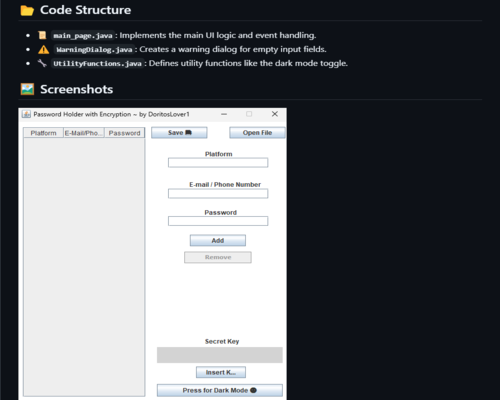 Code Structure
main_page.java: Implements the main UI logic and event handling.
WarningDialog.java: Creates a warning dialog for empty input fields.
UtilityFunctions.java: Defines utility functions like the dark mode toggle.
Screenshots
Password Holder with Encryption ~ by DoritosLover1
Platform E-Mail/Pho... Password
Save Open File
Platform
E-mail / Phone Number
Password
Add
Remove
Secret Key
Insert K...
Press for Dark Mode